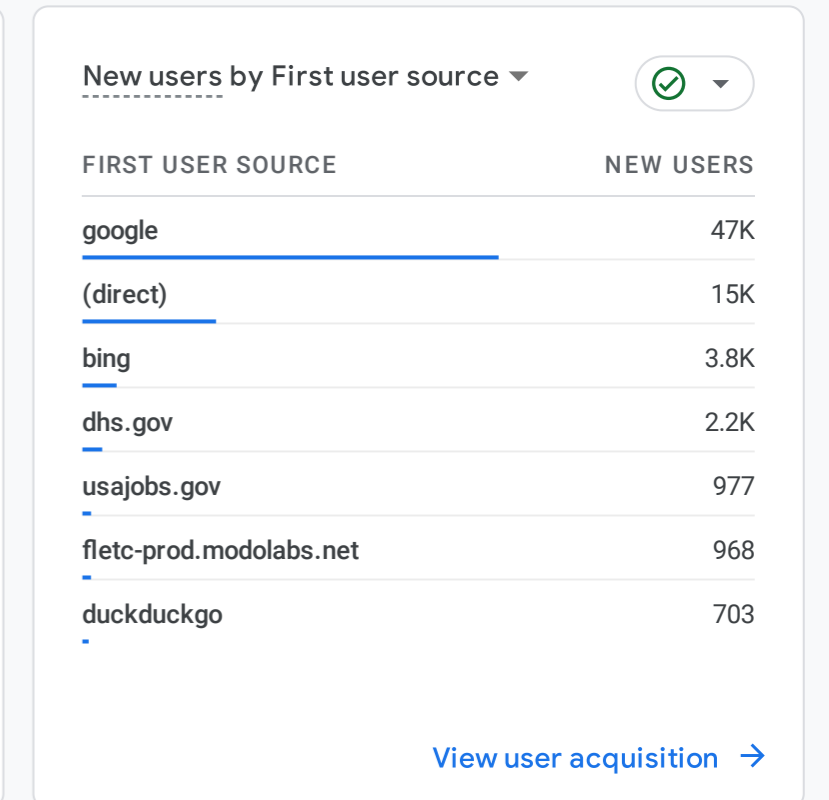 New users by First user source
FIRST USER SOURCE NEW USERS
google 47K
(direct) 15K
bing 3.8K
dhs.gov 2.2K
usajobs.gov 977
fletc-prod.modolabs.net 968
duckduckgo 703
View user acquisition